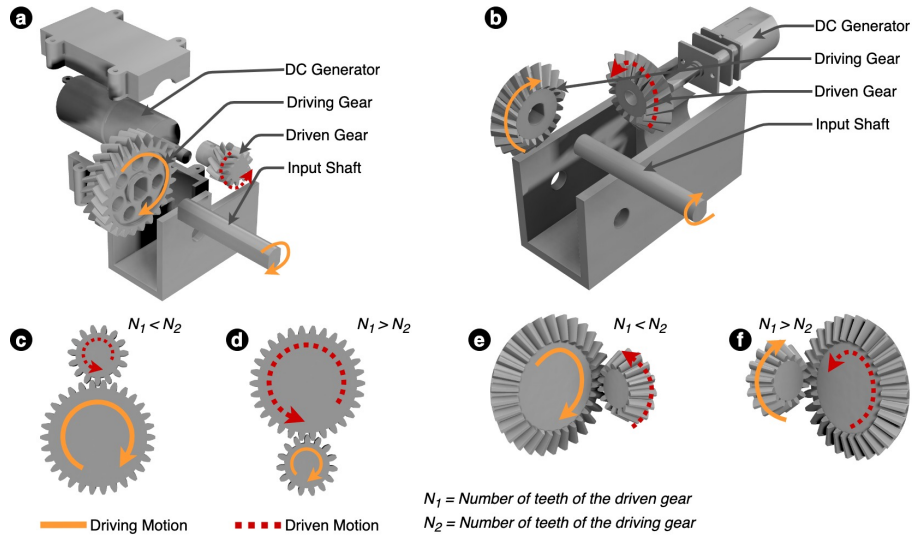 a
DC Generator
Driving Gear
Driven Gear
Input Shaft
b
DC Generator
Driving Gear
Driven Gear
Input Shaft
c
N₁ < N₂
d
N₁ > N₂
e
N₁ < N₂
f
N₁ > N₂
N₁ = Number of teeth of the driven gear
N₂ = Number of teeth of the driving gear
Driving Motion
Driven Motion